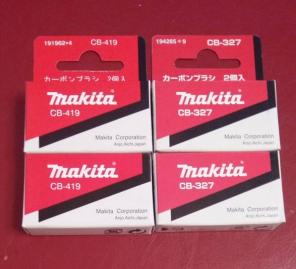 191962-4 CB-419
カーボンブラシ 2個入
makita
CB-419
Makita Corporation
Anjo Aichi, Japan
makita
CB-419
Makita Corporation
Anjo Aichi, Japan
194285-9 CB-327
カーボンブラシ 2個入
makita
CB-327
Makita Corporation
Anjo Aichi, Japan
makita
CB-327
Makita Corporation
Anjo Aichi, Japan